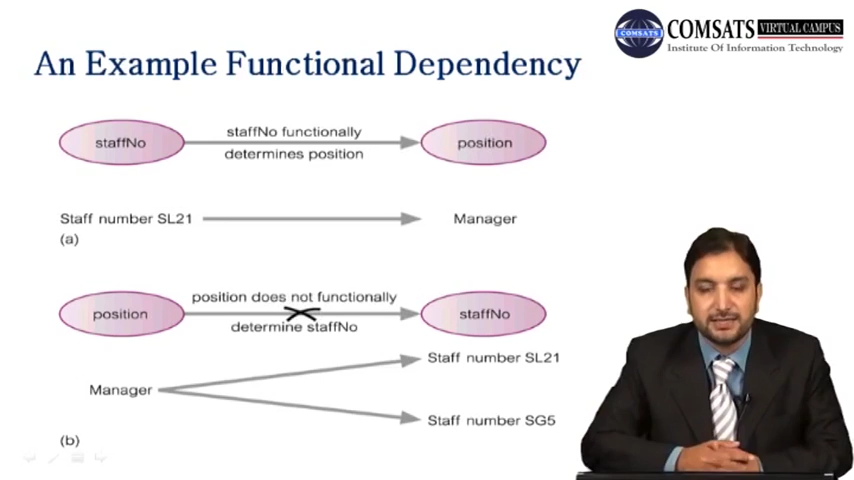 COMSATS VIRTUAL CAMPUS
COMSATS
Institute Of Information Technology
An Example Functional Dependency
staffNo
staffNo functionally
determines position
position
Staff number SL21
Manager
(a)
position
position does not functionally
determine staffNo
staffNo
Manager
Staff number SL21
Staff number SG5
(b)